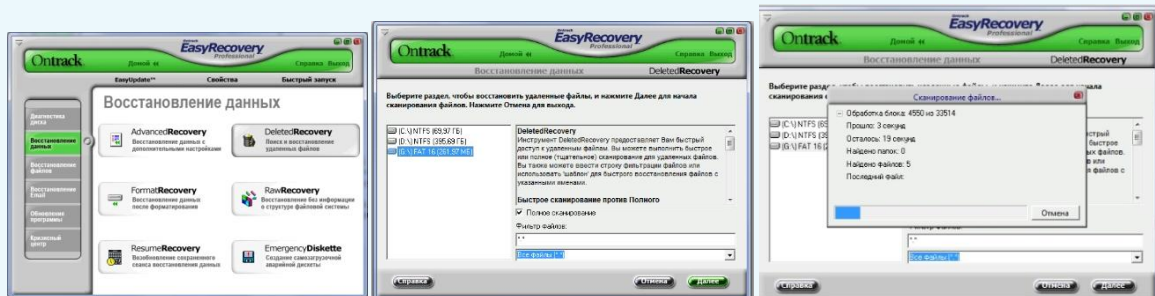 Ontrack
EasyRecovery
Professional
Домой
Справка Выход
EasyUpdate™ Свойства Быстрый запуск
Диагностика диска
Восстановление данных
Восстановление файлов
Восстановление Email
Обновление программы
Кризисный центр
Восстановление данных
AdvancedRecovery
Восстановление данных с
дополнительными настройками
DeletedRecovery
Поиск и восстановление
удаленных файлов
FormatRecovery
Восстановление данных
после форматирования
RawRecovery
Восстановление без информации
о структуре файловой системы
ResumeRecovery
Возобновление сохраненного
сеанса восстановления данных
EmergencyDiskette
Создание самозагрузочной
аварийной дискеты
Ontrack
EasyRecovery
Professional
Домой
Справка Выход
Восстановление данных DeletedRecovery
Выберите раздел, чтобы восстановить удаленные файлы, и нажмите Далее для начала
сканирования файлов. Нажмите Отмена для выхода.
(C:\) NTFS (69,97 ГБ)
(D:\) NTFS (395,69 ГБ)
(G:\) FAT 16 (261,97 МБ)
DeletedRecovery
Инструмент DeletedRecovery предоставляет Вам быстрый
доступ к удаленным файлам. Вы можете выполнить быстрое
или полное (тщательное) сканирование для удаленных файлов.
Вы также можете ввести строку фильтрации файлов или
использовать 'шаблон' для быстрого восстановления файлов с
указанными именами.
Быстрое сканирование против Полного
Полное сканирование
Фильтр файлов:
*.*
Все файлы (*.*)
Справка Отмена Далее
Ontrack
EasyRecovery
Professional
Домой
Справка Выход
Восстановление данных DeletedRecovery
Сканирование файлов...
Обработка блока: 4550 из 33514
Прошло: 3 секунд
Осталось: 19 секунд
Найдено папок: 0
Найдено файлов: 5
Последний файл:
Отмена
(C:\) NTFS (69
(D:\) NTFS (39
(G:\) FAT 16 (2
*.*
Все файлы (*.*)
Справка Отмена Далее